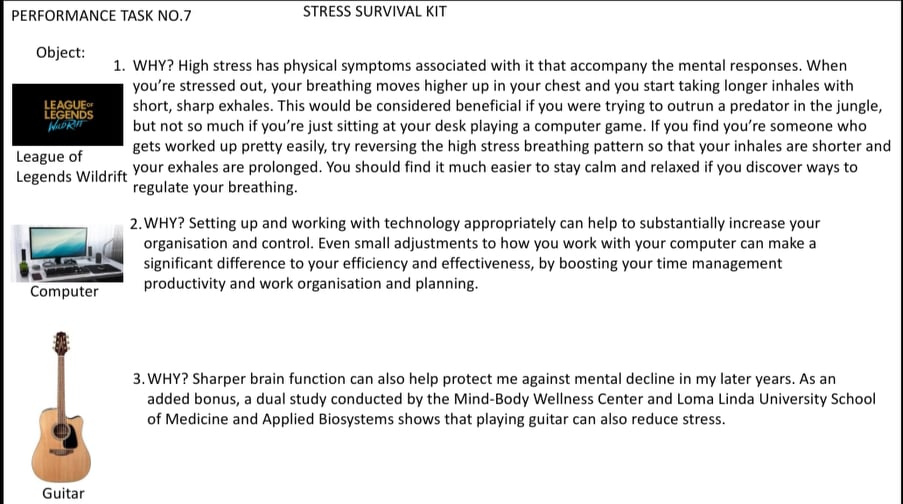 PERFORMANCE TASK NO.7
STRESS SURVIVAL KIT
Object:
1. WHY? High stress has physical symptoms associated with it that accompany the mental responses. When
you're stressed out, your breathing moves higher up in your chest and you start taking longer inhales with
short, sharp exhales. This would be considered beneficial if you were trying to outrun a predator in the jungle,
but not so much if you're just sitting at your desk playing a computer game. If you find you're someone who
gets worked up pretty easily, try reversing the high stress breathing pattern so that your inhales are shorter and
your exhales are prolonged. You should find it much easier to stay calm and relaxed if you discover ways to
regulate your breathing.
LEAGUE OF
LEGENDS
WILD RIFT
League of
Legends Wildrift
2. WHY? Setting up and working with technology appropriately can help to substantially increase your
organisation and control. Even small adjustments to how you work with your computer can make a
significant difference to your efficiency and effectiveness, by boosting your time management
productivity and work organisation and planning.
Computer
3. WHY? Sharper brain function can also help protect me against mental decline in my later years. As an
added bonus, a dual study conducted by the Mind-Body Wellness Center and Loma Linda University School
of Medicine and Applied Biosystems shows that playing guitar can also reduce stress.
Guitar